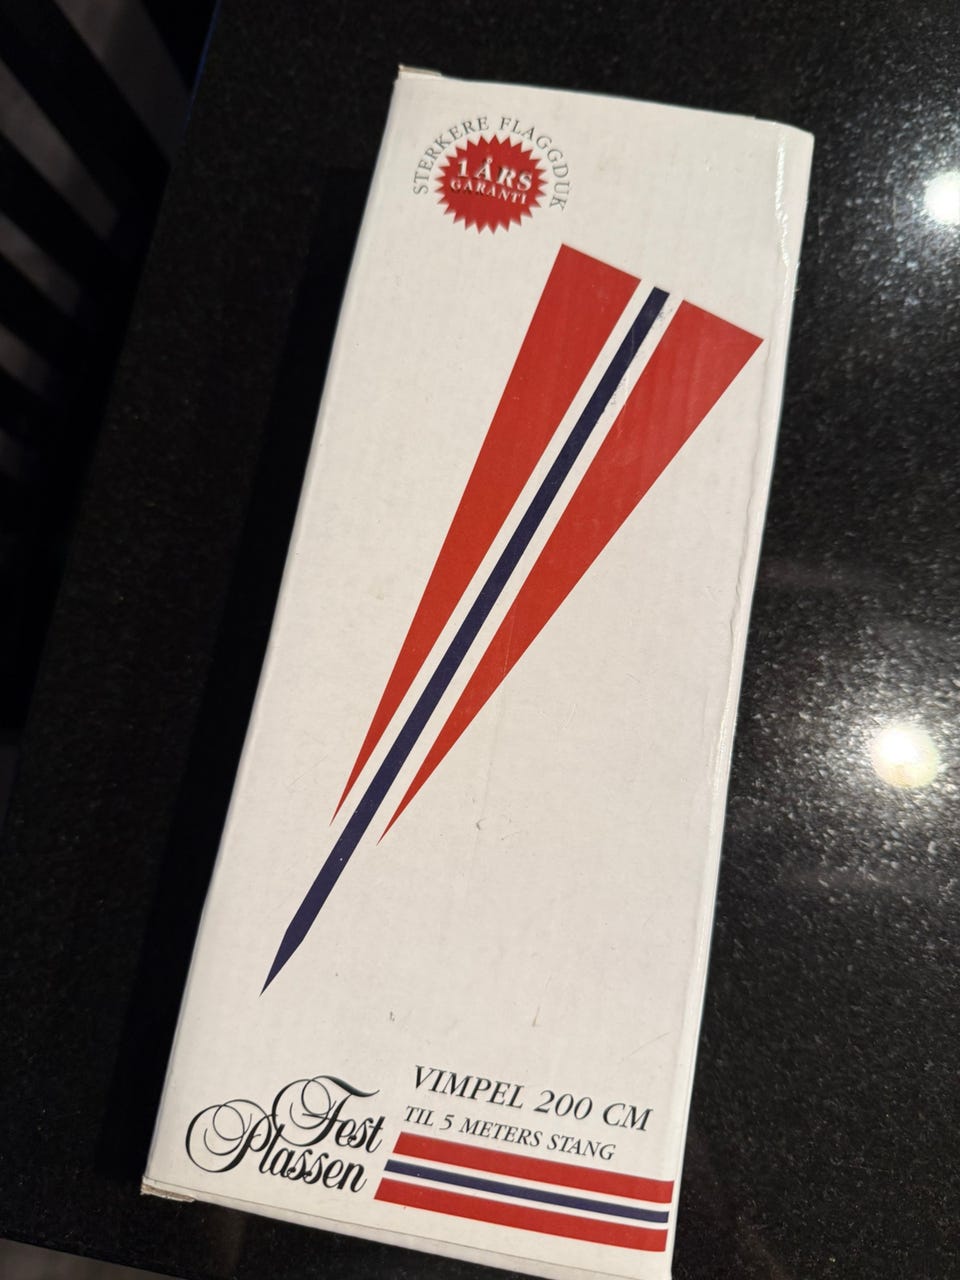 STERKERE FLAGGDUK
1 ÅRS
GARANTI
Fest
Plassen
VIMPEL 200 CM
TIL 5 METERS STANG